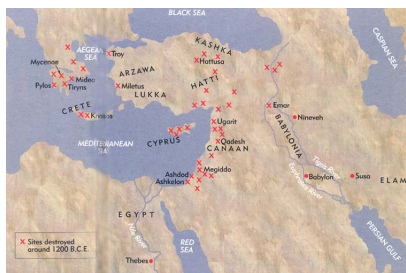 BLACK SEA
CASPIAN SEA
KASHKA
AEGEAN SEA
Troy
Hattusa
Mycenae
ARZAWA
HATTI
Midea
Pylos
Tiryns
Miletus
LUKKA
CRETE
Knossos
Emar
Nineveh
Ugarit
MEDITERRANEAN SEA
CYPRUS
Qadesh
BABYLONIA
CANAAN
Tigris River
Megiddo
Ashdod
Ashkelon
Babylon
Susa
ELAM
Euphrates River
EGYPT
Nile River
PERSIAN GULF
RED SEA
x Sites destroyed
around 1200 B.C.E.
Thebes